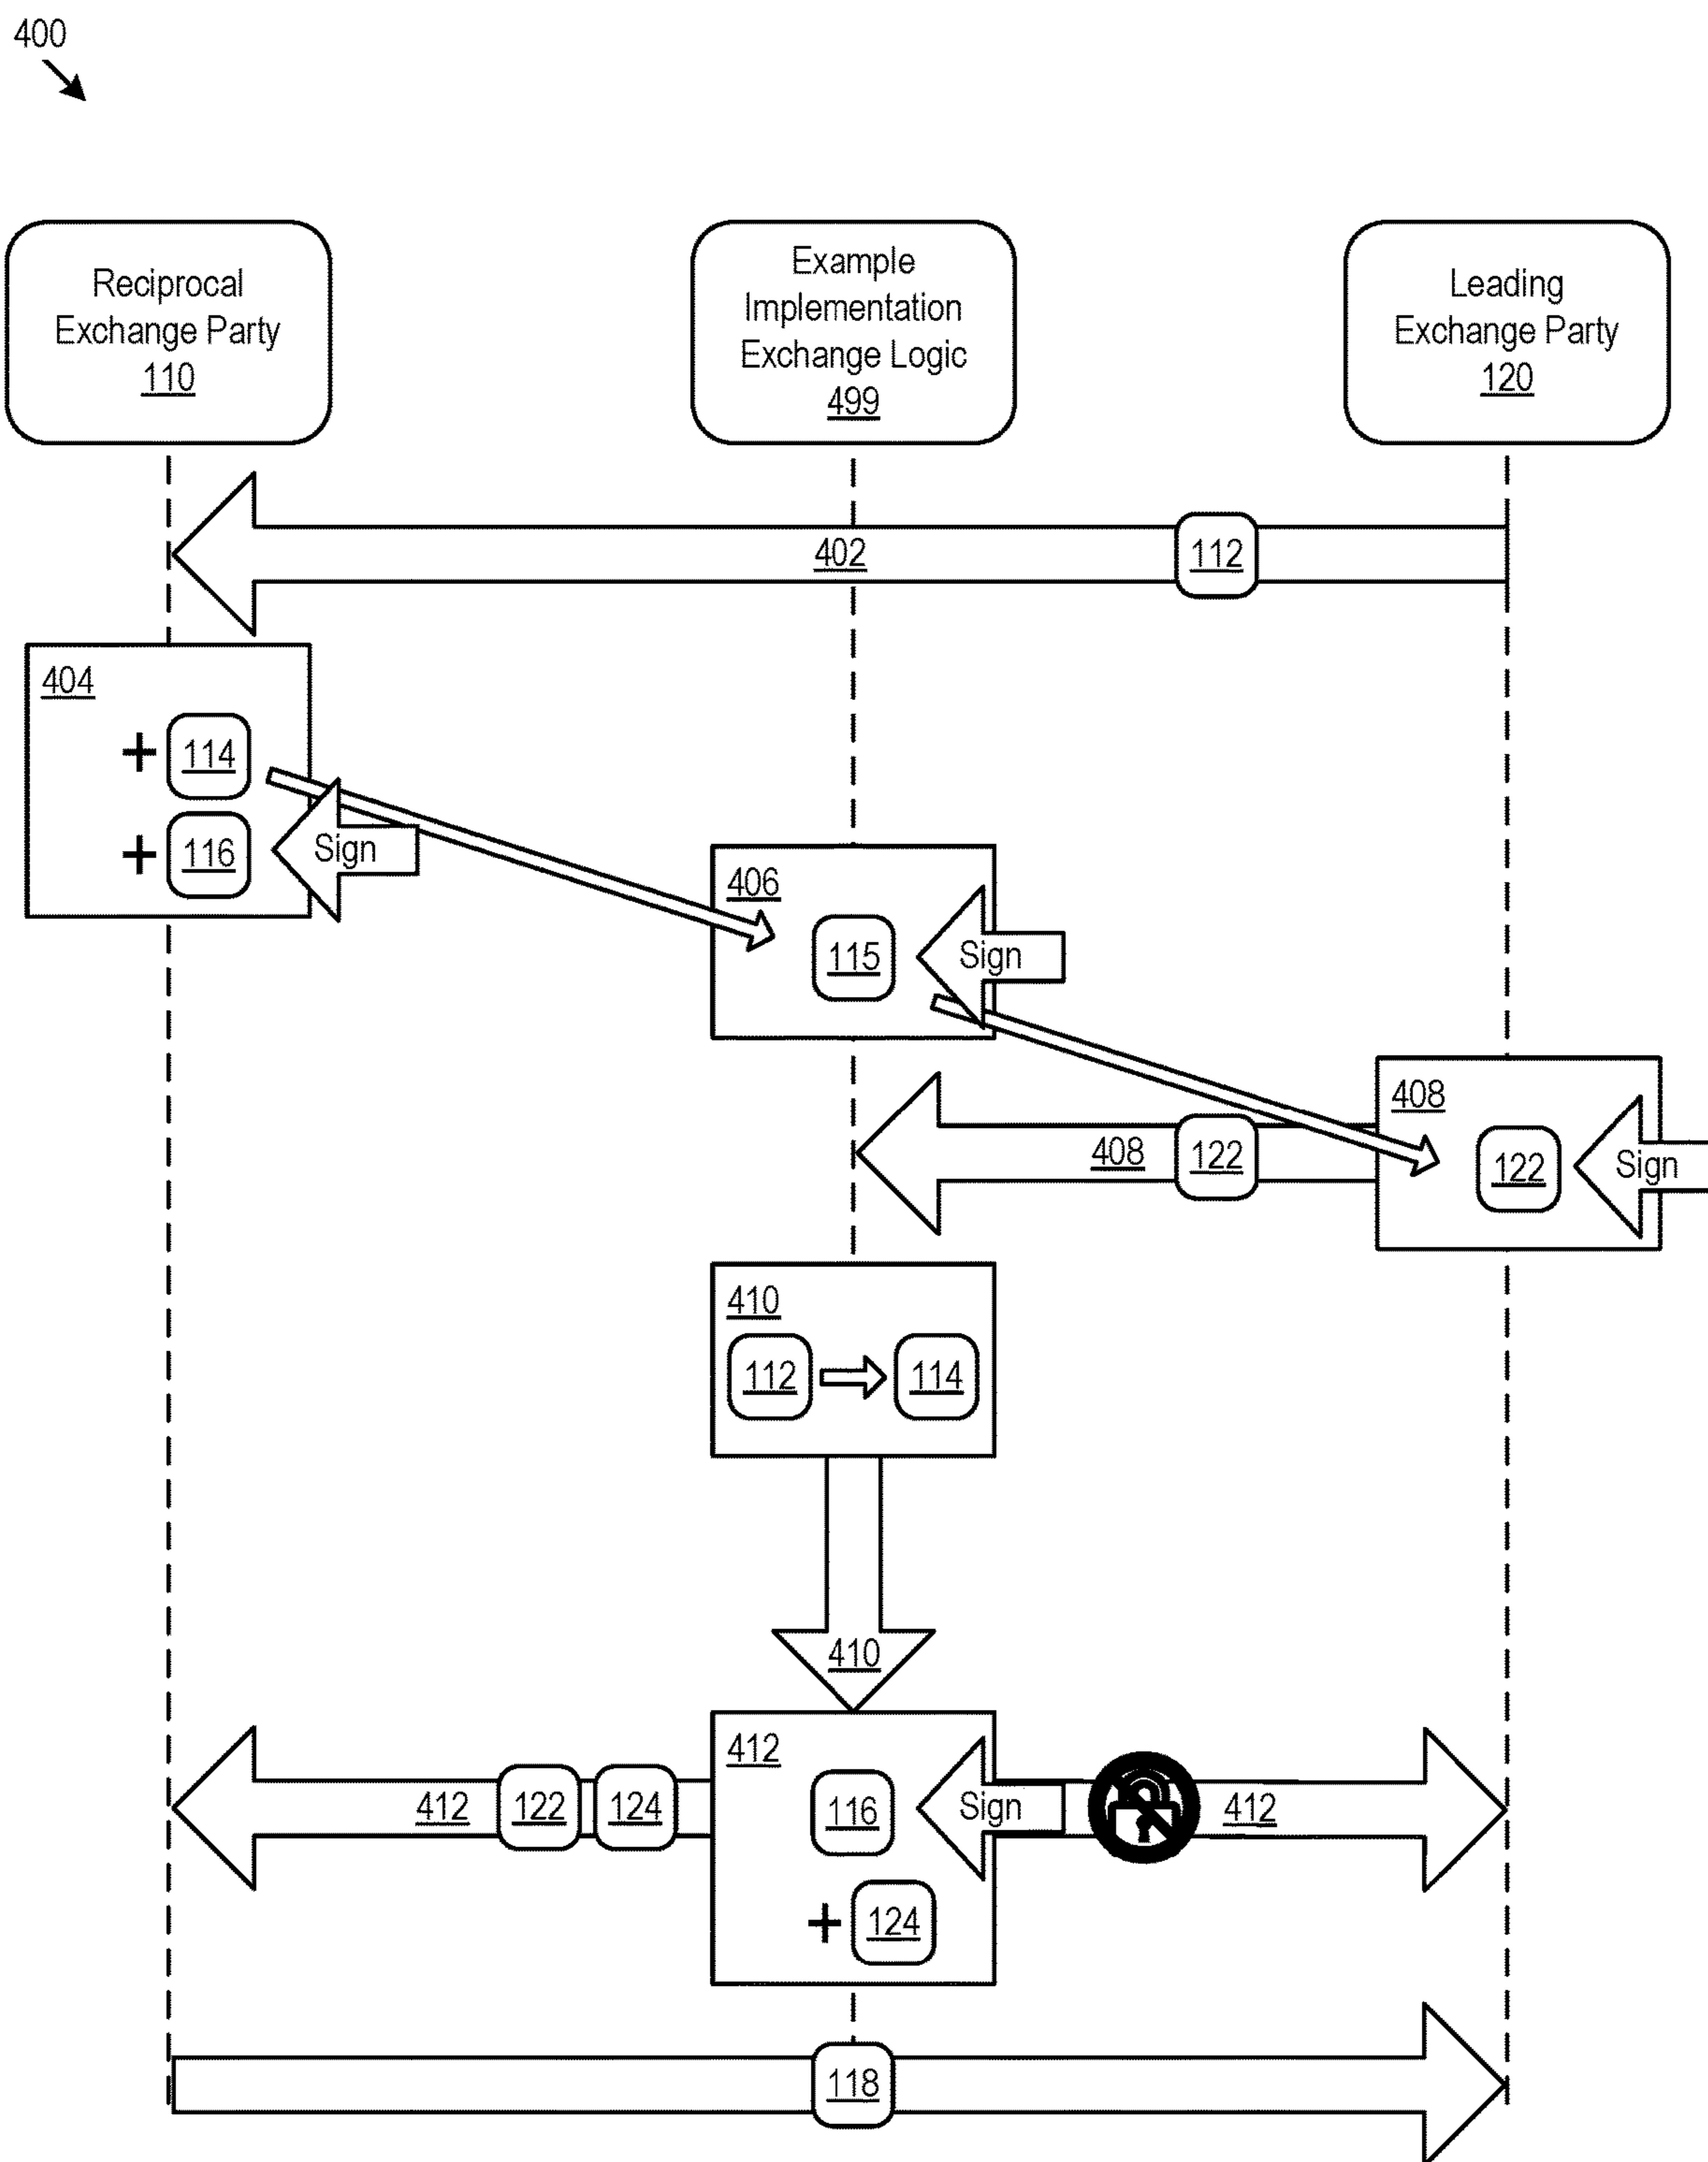 400
Reciprocal
Exchange Party
110
Example
Implementation
Exchange Logic
499
Leading
Exchange Party
120
402
112
404
+ 114
+ 116
Sign
406
115
Sign
408
122
408
122
Sign
410
112
114
410
412
122
124
412
116
Sign
412
+ 124
118